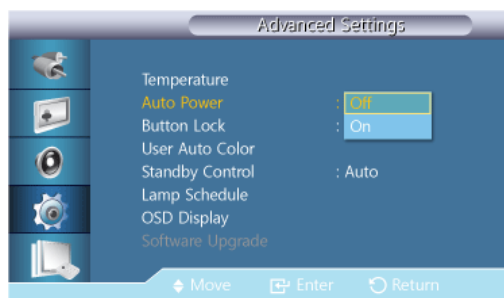 Advanced Settings
Temperature
Auto Power : Off
Button Lock : On
User Auto Color
Standby Control : Auto
Lamp Schedule
OSD Display
Software Upgrade
Move Enter Return